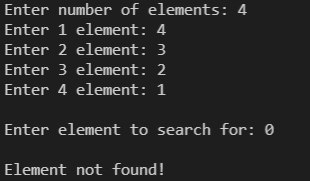 Enter number of elements: 4
Enter 1 element: 4
Enter 2 element: 3
Enter 3 element: 2
Enter 4 element: 1
Enter element to search for: 0
Element not found!